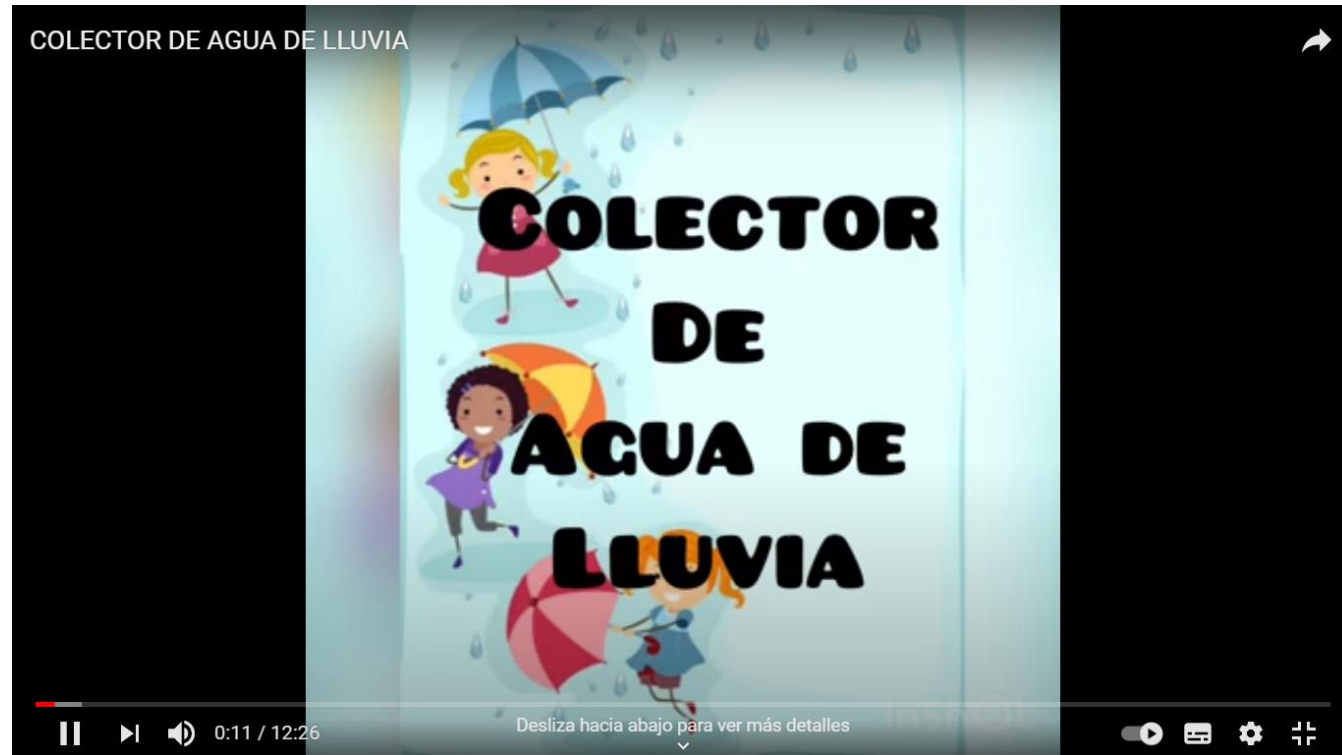 COLECTOR DE AGUA DE LLUVIA
COLECTOR
DE
AGUA DE
LLUVIA
Desliza hacia abajo para ver más detalles
0:11 / 12:26